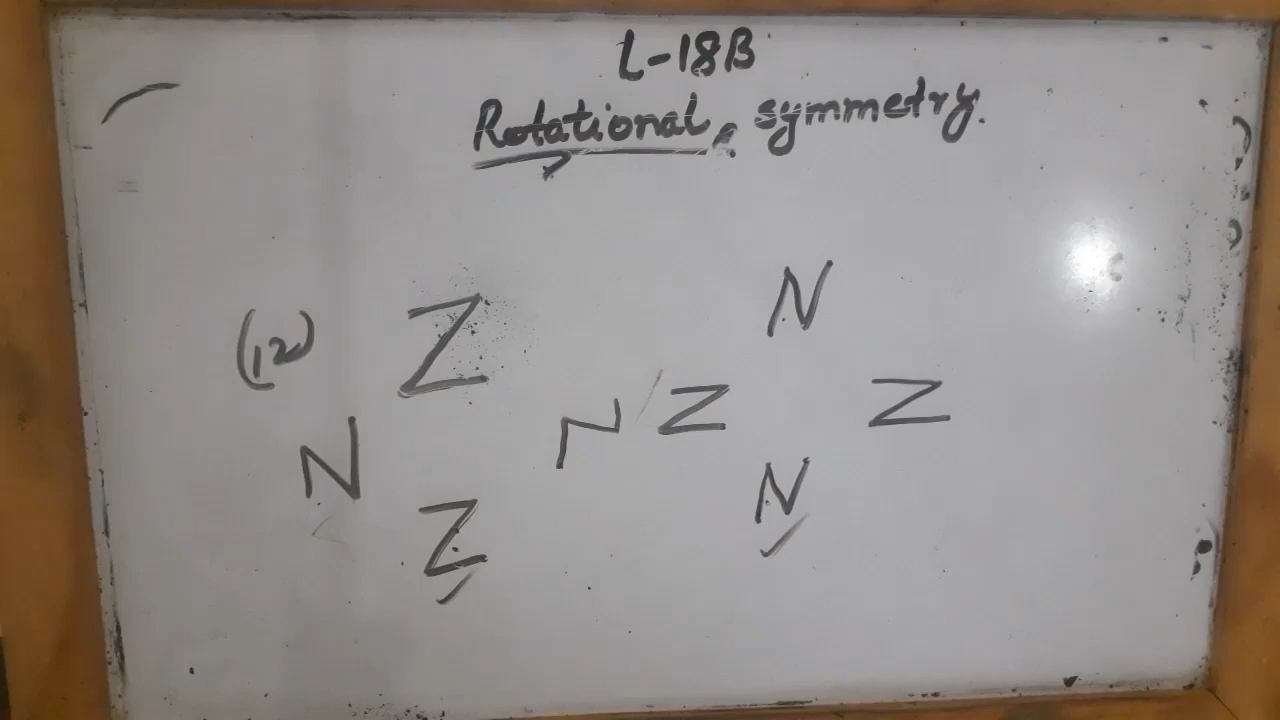 L-18B
Rotational symmetry.
(12) Z N
N N Z Z
Z N